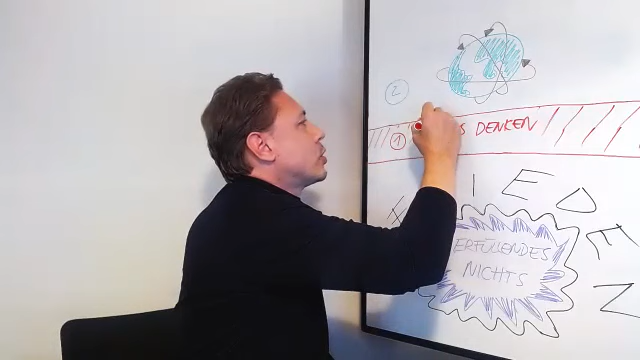 2
1 DENKEN
F I E D E N
ERFÜLLENDES
NICHTS